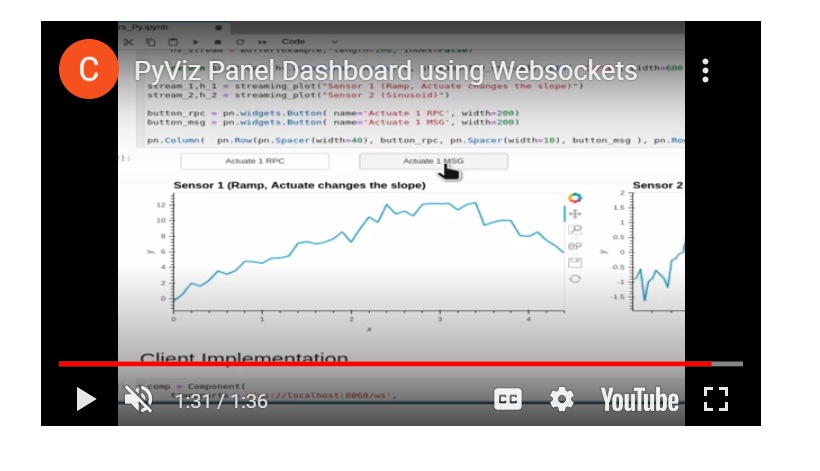 rs_Py.ipynb
Code
C
PyViz Panel Dashboard using Websockets
idth=600
stream_1,h_1 = streaming_plot("Sensor 1 (Ramp, Actuate changes the slope)")
stream_2,h_2 = streaming_plot("Sensor 2 (Sinusoid)")
button_rpc = pn.widgets.Button( name='Actuate 1 RPC', width=200)
button_msg = pn.widgets.Button( name='Actuate 1 MSG', width=200)
pn.Column( pn.Row(pn.Spacer(width=40), button_rpc, pn.Spacer(width=10), button_msg ), pn.Ro
]:
Actuate 1 RPC
Actuate 1 MSG
Sensor 1 (Ramp, Actuate changes the slope)
12
10
8
6
4
2
0
y
0
1
2
3
4
x
Sensor 2
2
1.5
1
0.5
0
-0.5
-1
-1.5
y
Client Implementation
comp = Component(
://localhost:8060/ws',
1:31 / 1:36
CC
YouTube